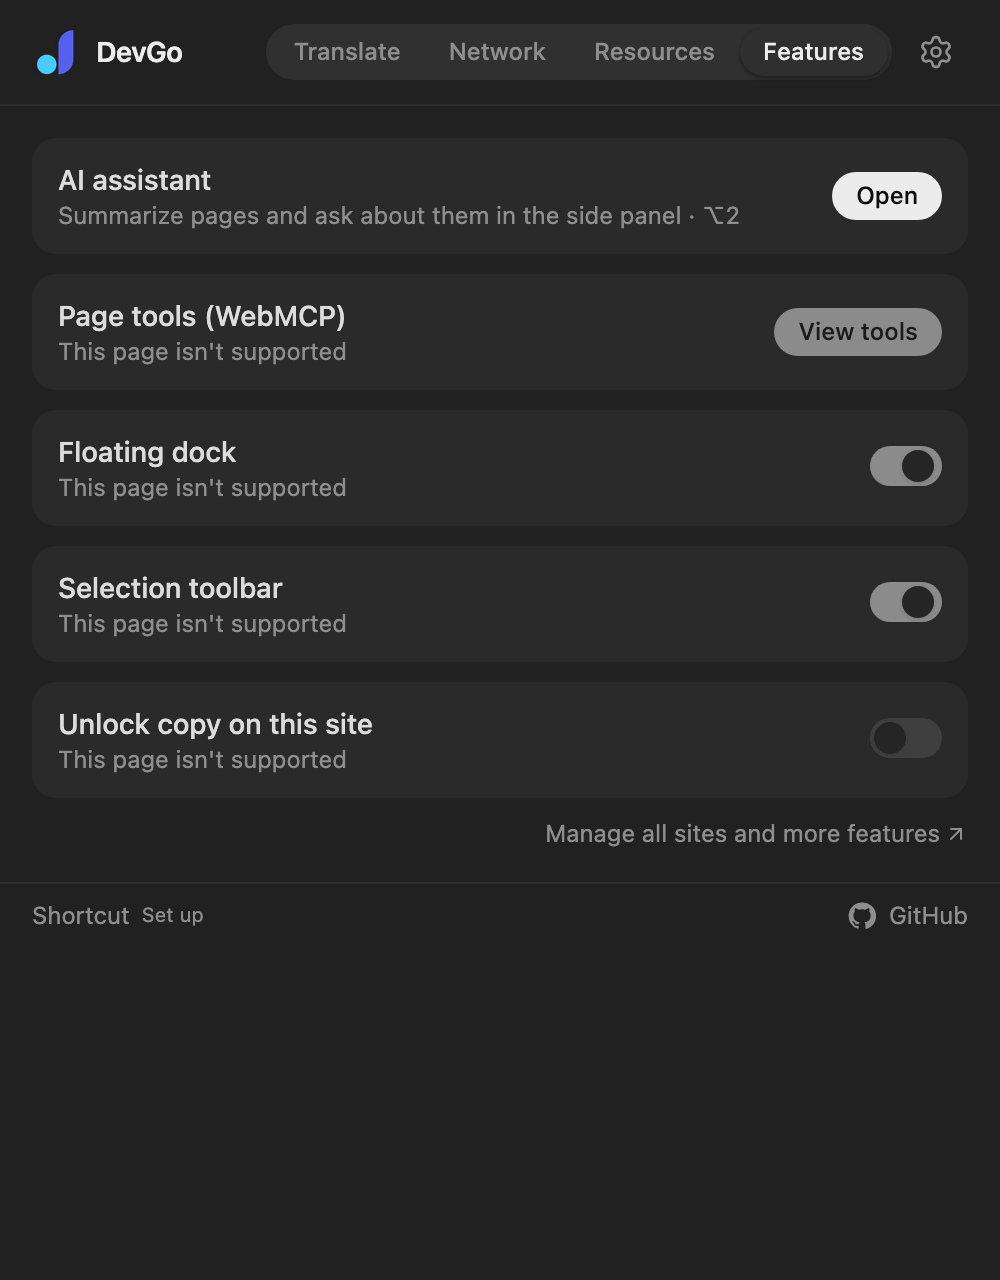 DevGo
Translate
Network
Resources
Features
AI assistant
Summarize pages and ask about them in the side panel · ⌥2
Open
Page tools (WebMCP)
This page isn't supported
View tools
Floating dock
This page isn't supported
Selection toolbar
This page isn't supported
Unlock copy on this site
This page isn't supported
Manage all sites and more features ↗
Shortcut Set up
GitHub